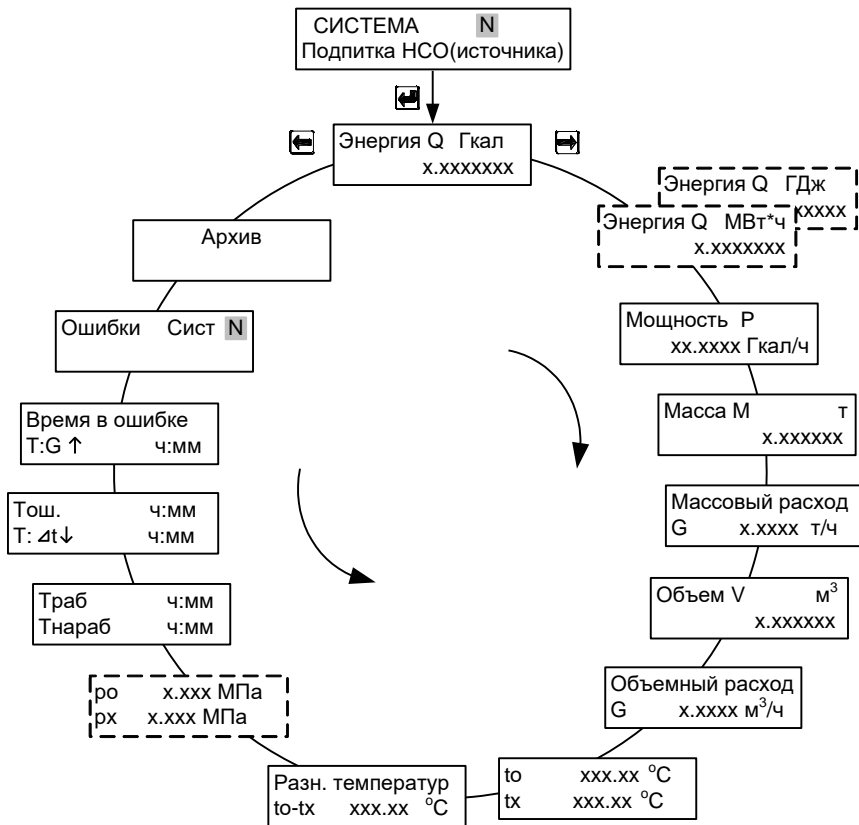 СИСТЕМА N
Подпитка НСО(источника)
Энергия Q Гкал
x.xxxxxxx
Энергия Q ГДж
xxxxx
Энергия Q МВт*ч
x.xxxxxxx
Архив
Мощность P
xx.xxxx Гкал/ч
Ошибки Сист N
Масса М т
x.xxxxxx
Время в ошибке
T:G ↑ ч:мм
Массовый расход
G x.xxxx т/ч
Тош. ч:мм
T: ⊿t↓ ч:мм
Объем V м³
x.xxxxxx
Траб ч:мм
Тнараб ч:мм
Объемный расход
G x.xxxx м³/ч
po x.xxx МПа
px x.xxx МПа
to xxx.xx °C
tx xxx.xx °C
Разн. температур
to-tx xxx.xx °C